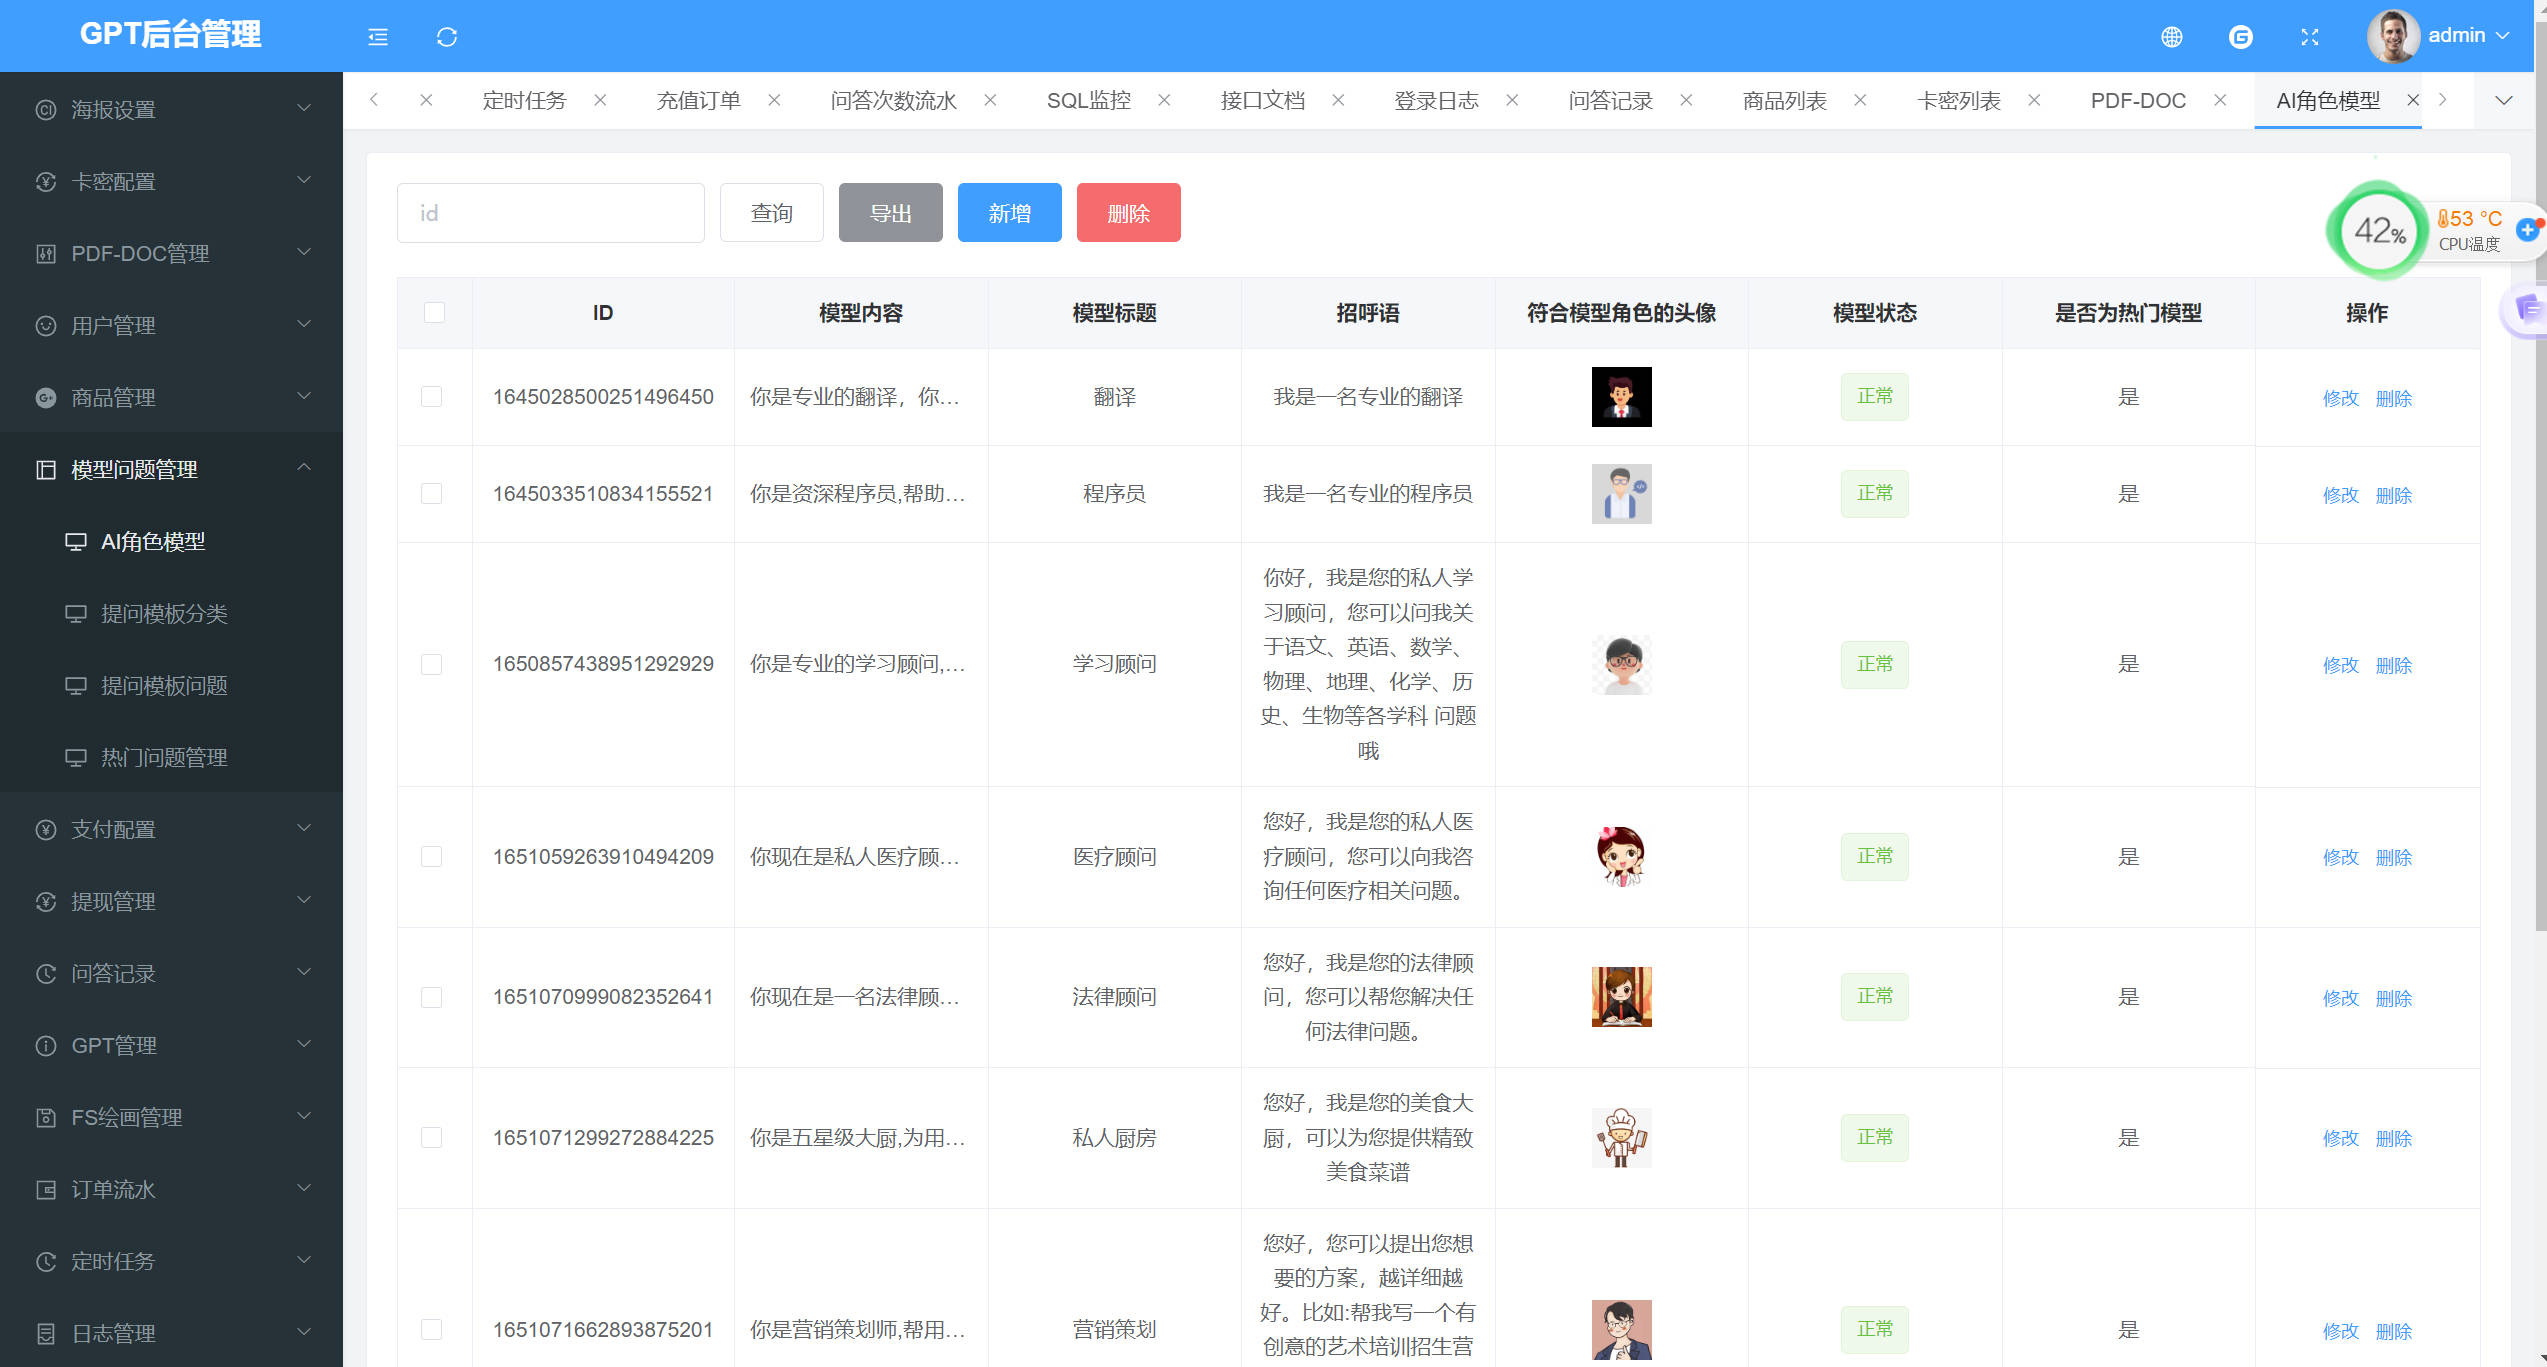 GPT后台管理
admin
海报设置
卡密配置
PDF-DOC管理
用户管理
商品管理
模型问题管理
AI角色模型
提问模板分类
提问模板问题
热门问题管理
支付配置
提现管理
问答记录
GPT管理
FS绘画管理
订单流水
定时任务
日志管理
定时任务 充值订单 问答次数流水 SQL监控 接口文档 登录日志 问答记录 商品列表 卡密列表 PDF-DOC AI角色模型
id 查询 导出 新增 删除
42% 53 °C
CPU温度
ID 模型内容 模型标题 招呼语 符合模型角色的头像 模型状态 是否为热门模型 操作
1645028500251496450 你是专业的翻译，你... 翻译 我是一名专业的翻译 正常 是 修改 删除
1645033510834155521 你是资深程序员,帮助... 程序员 我是一名专业的程序员 正常 是 修改 删除
你好，我是您的私人学
习顾问，您可以问我关
于语文、英语、数学、
1650857438951292929 你是专业的学习顾问,... 学习顾问 正常 是 修改 删除
物理、地理、化学、历
史、生物等各学科 问题
哦
您好，我是您的私人医
1651059263910494209 你现在是私人医疗顾... 医疗顾问 疗顾问，您可以向我咨 正常 是 修改 删除
询任何医疗相关问题。
您好，我是您的法律顾
1651070999082352641 你现在是一名法律顾... 法律顾问 问，您可以帮您解决任 正常 是 修改 删除
何法律问题。
您好，我是您的美食大
1651071299272884225 你是五星级大厨,为用... 私人厨房 厨，可以为您提供精致 正常 是 修改 删除
美食菜谱
您好，您可以提出您想
要的方案，越详细越
好。比如:帮我写一个有
1651071662893875201 你是营销策划师,帮用... 营销策划 正常 是 修改 删除
创意的艺术培训招生营